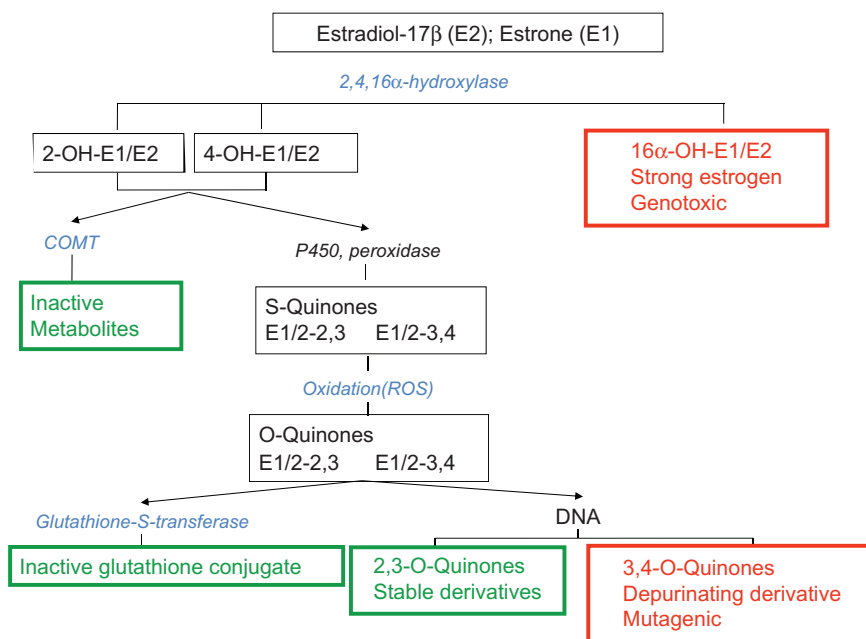 Estradiol-17β (E2); Estrone (E1)
2,4,16α-hydroxylase
2-OH-E1/E2
4-OH-E1/E2
16α-OH-E1/E2
Strong estrogen
Genotoxic
COMT
P450, peroxidase
Inactive
Metabolites
S-Quinones
E1/2-2,3 E1/2-3,4
Oxidation(ROS)
O-Quinones
E1/2-2,3 E1/2-3,4
Glutathione-S-transferase
DNA
Inactive glutathione conjugate
2,3-O-Quinones
Stable derivatives
3,4-O-Quinones
Depurinating derivative
Mutagenic